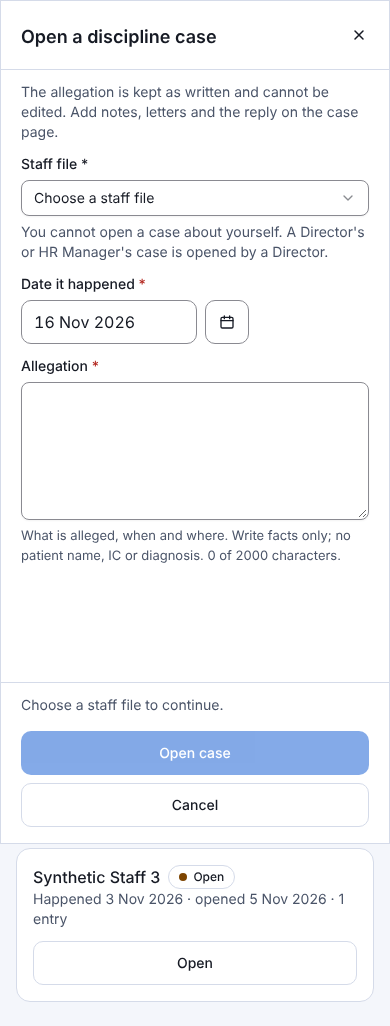 Open a discipline case
The allegation is kept as written and cannot be
edited. Add notes, letters and the reply on the case
page.
Staff file *
Choose a staff file
You cannot open a case about yourself. A Director's
or HR Manager's case is opened by a Director.
Date it happened *
16 Nov 2026
Allegation *
What is alleged, when and where. Write facts only; no
patient name, IC or diagnosis. 0 of 2000 characters.
Choose a staff file to continue.
Open case
Cancel
Synthetic Staff 3 Open
Happened 3 Nov 2026 · opened 5 Nov 2026 · 1
entry
Open